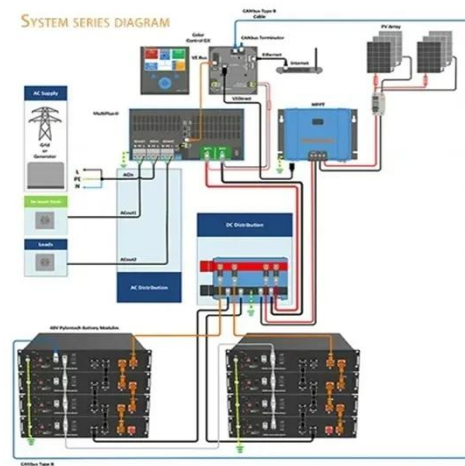 SYSTEM SERIES DIAGRAM
CANbus Type B
Cable
Color
Control GX
CANbus Terminator
VE Bus
Ethernet
Internet
PV Array
AC Supply
Grid
or
Generator
MultiPlus-II
VEDirect
MPPT
L
PE
N
ACin
ACout1
Loads
ACout2
DC Distribution
AC Distribution
48V Pylontech Battery Modules
CANbus Type B